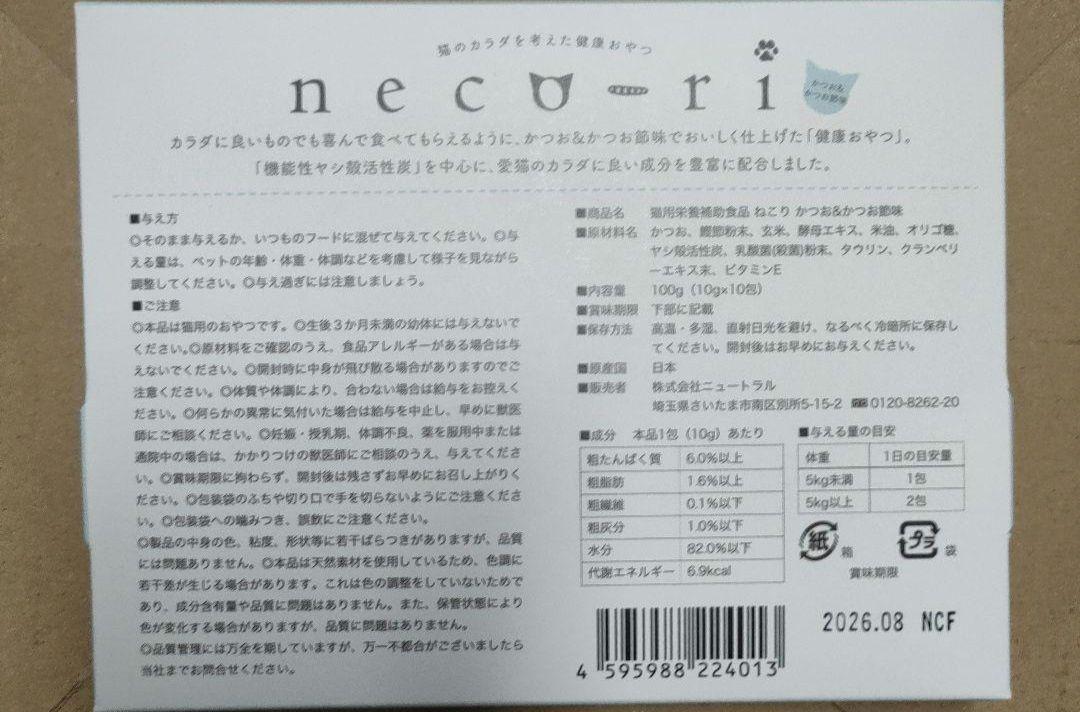 猫のカラダを考えた健康おやつ
neco-ri
かつお&
かつお節味
カラダに良いものでも喜んで食べてもらえるように、かつお&かつお節味でおいしく仕上げた「健康おやつ」。
「機能性ヤシ殻活性炭」を中心に、愛猫のカラダに良い成分を豊富に配合しました。
■与え方
◎そのまま与えるか、いつものフードに混ぜて与えてください。◎与
える量は、ペットの年齢・体重・体調などを考慮して様子を見ながら
調整してください。◎与え過ぎには注意しましょう。
■ご注意
◎本品は猫用のおやつです。◎生後3か月未満の幼体には与えないで
ください。◎原材料をご確認のうえ、食品アレルギーがある場合は与
えないでください。◎開封時に中身が飛び散る場合がありますのでご
注意ください。◎体質や体調により、合わない場合は給与をお控えく
ださい。◎何らかの異常に気付いた場合は給与を中止し、早めに獣医
師にご相談ください。◎妊娠・授乳期、体調不良、薬を服用中または
通院中の場合は、かかりつけの獣医師にご相談のうえ、与えてくださ
い。◎賞味期限に拘わらず、開封後は残さずお早めにお召し上がりく
ださい。◎包装袋のふちや切り口で手を切らないようにご注意くださ
い。◎包装袋への噛みつき、誤飲にご注意ください。
◎製品の中身の色、粘度、形状等に若干ばらつきがありますが、品質
には問題ありません。◎本品は天然素材を使用しているため、色調に
若干差が生じる場合があります。これは色の調整をしていないためで
あり、成分含有量や品質に問題はありません。また、保管状態により
色が変化する場合がありますが、品質に問題はありません。
◎品質管理には万全を期していますが、万一不都合がございましたら
当社までお問合せください。
■商品名 猫用栄養補助食品 ねこり かつお&かつお節味
■原材料名 かつお、鰹節粉末、玄米、酵母エキス、米油、オリゴ糖、
ヤシ殻活性炭、乳酸菌(殺菌)粉末、タウリン、クランベリ
ーエキス末、ビタミンE
■内容量 100g(10g×10包)
■賞味期限 下部に記載
■保存方法 高温・多湿、直射日光を避け、なるべく冷暗所に保存し
てください。開封後はお早めにお与えください。
■原産国 日本
■販売者 株式会社ニュートラル
埼玉県さいたま市南区別所5-15-2 0120-8262-20
■成分 本品1包(10g)あたり
粗たんぱく質 6.0%以上
粗脂肪 1.6%以上
粗繊維 0.1%以下
粗灰分 1.0%以下
水分 82.0%以下
代謝エネルギー 6.9kcal
■与える量の目安
体重 1日の目安量
5kg未満 1包
5kg以上 2包
紙 箱 プラ 袋
賞味期限
2026.08 NCF
4 595988 224013